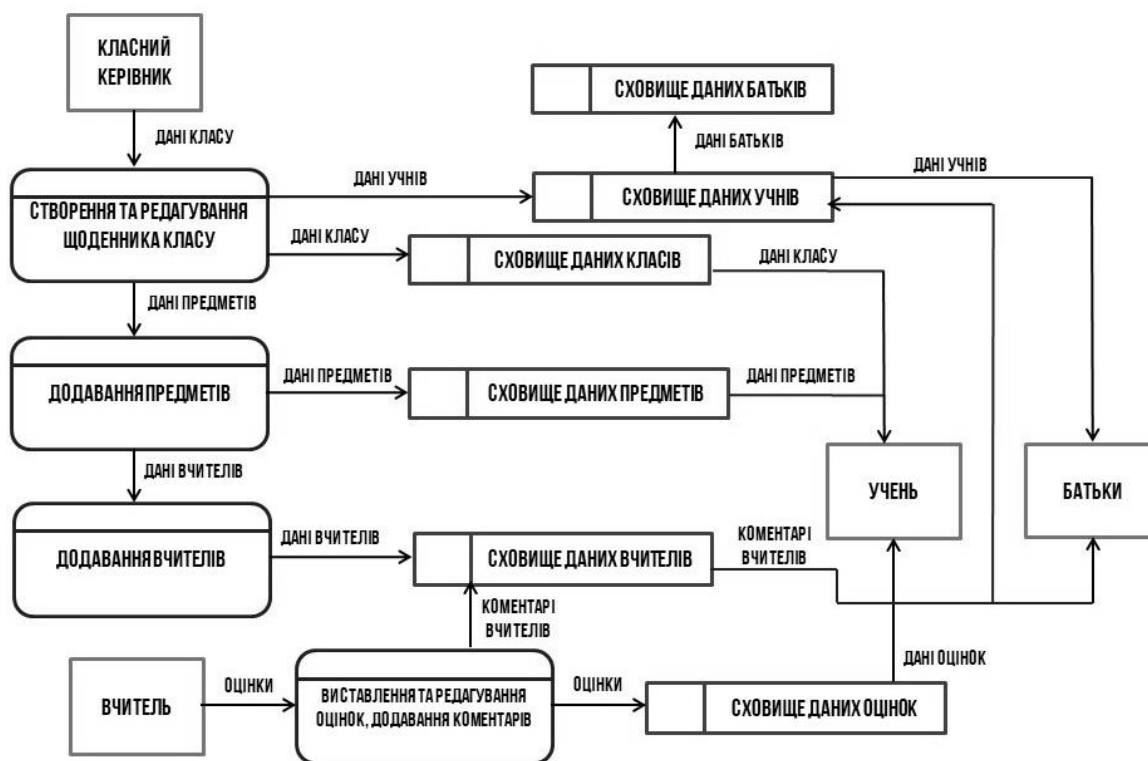 КЛАСНИЙ
КЕРІВНИК
ДАНІ КЛАСУ
СХОВИЩЕ ДАНИХ БАТЬКІВ
ДАНІ БАТЬКІВ
СТВОРЕННЯ ТА РЕДАГУВАННЯ
ЩОДЕННИКА КЛАСУ
ДАНІ УЧНІВ
СХОВИЩЕ ДАНИХ УЧНІВ
ДАНІ УЧНІВ
ДАНІ КЛАСУ
СХОВИЩЕ ДАНИХ КЛАСІВ
ДАНІ КЛАСУ
ДАНІ ПРЕДМЕТІВ
ДОДАВАННЯ ПРЕДМЕТІВ
ДАНІ ПРЕДМЕТІВ
СХОВИЩЕ ДАНИХ ПРЕДМЕТІВ
ДАНІ ПРЕДМЕТІВ
ДАНІ ВЧИТЕЛІВ
УЧЕНЬ
БАТЬКИ
ДОДАВАННЯ ВЧИТЕЛІВ
ДАНІ ВЧИТЕЛІВ
СХОВИЩЕ ДАНИХ ВЧИТЕЛІВ
КОМЕНТАРІ
ВЧИТЕЛІВ
КОМЕНТАРІ
ВЧИТЕЛІВ
ВЧИТЕЛЬ
ОЦІНКИ
ВИСТАВЛЕННЯ ТА РЕДАГУВАННЯ
ОЦІНОК, ДОДАВАННЯ КОМЕНТАРІВ
ОЦІНКИ
СХОВИЩЕ ДАНИХ ОЦІНОК
ДАНІ ОЦІНОК